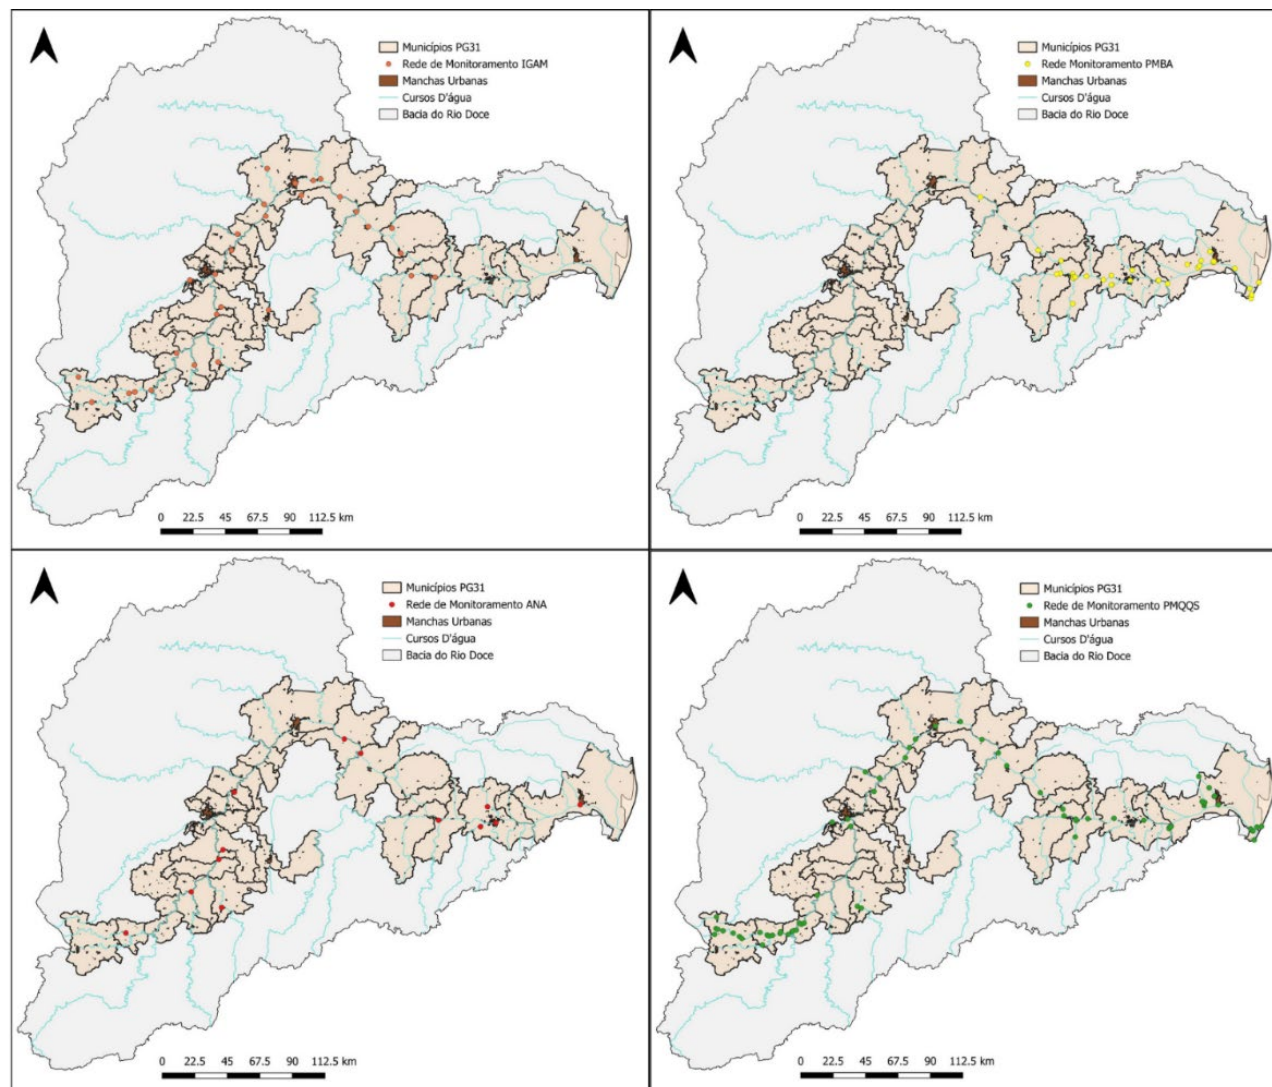 Municípios PG31
Rede de Monitoramento IGAM
Manchas Urbanas
Cursos D'água
Bacia do Rio Doce
0 22.5 45 67.5 90 112.5 km
Municípios PG31
Rede Monitoramento PMBA
Manchas Urbanas
Cursos D'água
Bacia do Rio Doce
0 22.5 45 67.5 90 112.5 km
Municípios PG31
Rede de Monitoramento ANA
Manchas Urbanas
Cursos D'água
Bacia do Rio Doce
0 22.5 45 67.5 90 112.5 km
Municípios PG31
Rede de Monitoramento PMQQS
Manchas Urbanas
Cursos D'água
Bacia do Rio Doce
0 22.5 45 67.5 90 112.5 km